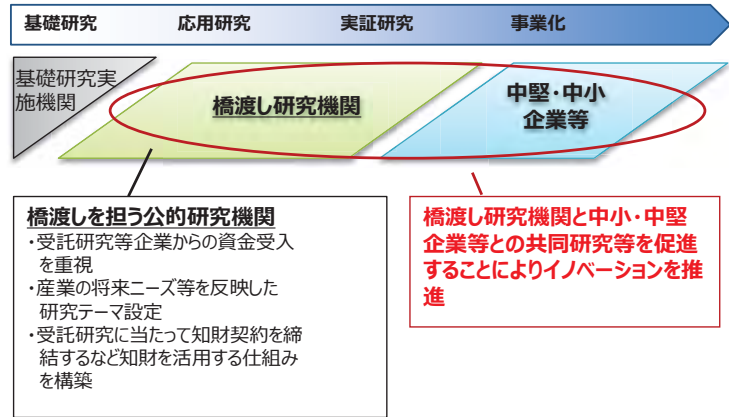 基礎研究 応用研究 実証研究 事業化
基礎研究実
施機関
橋渡し研究機関
中堅・中小
企業等
橋渡しを担う公的研究機関
・受託研究等企業からの資金受入
を重視
・産業の将来ニーズ等を反映した
研究テーマ設定
・受託研究に当たって知財契約を締
結するなど知財を活用する仕組み
を構築
橋渡し研究機関と中小・中堅
企業等との共同研究等を促進
することによりイノベーションを推
進